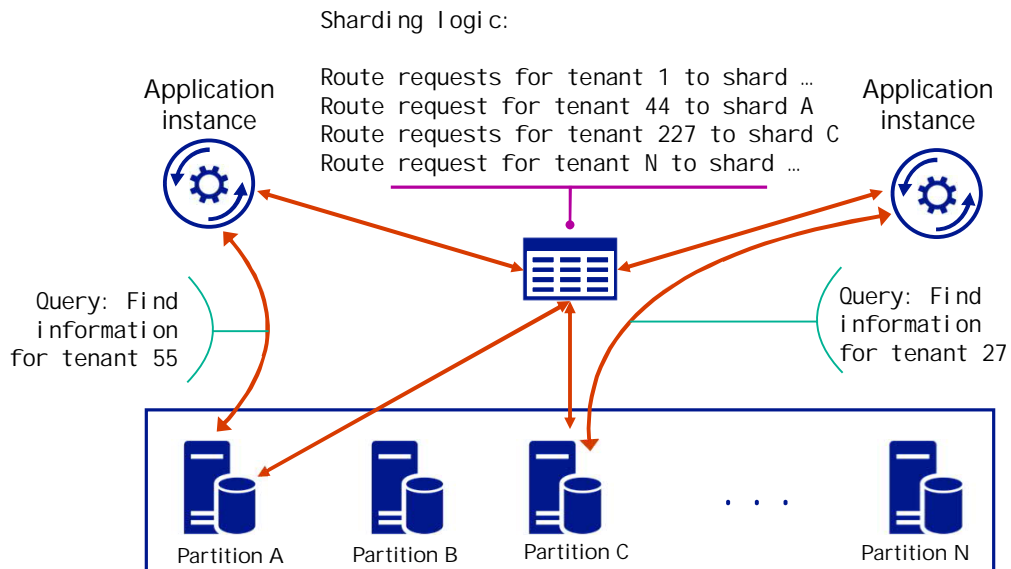 Sharding logic:
Route requests for tenant 1 to shard …
Route request for tenant 44 to shard A
Route requests for tenant 227 to shard C
Route request for tenant N to shard …
Application
instance
Application
instance
Query: Find
information
for tenant 55
Query: Find
information
for tenant 27
. . .
Partition A
Partition B
Partition C
Partition N